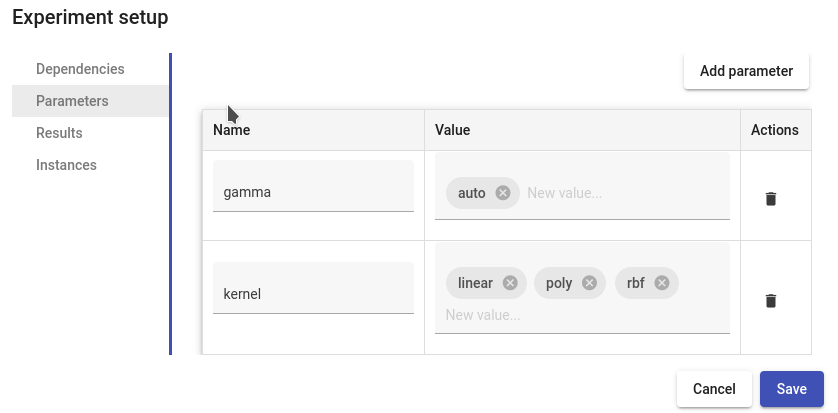 Experiment setup
Dependencies
Parameters
Results
Instances
Add parameter
Name Value Actions
gamma auto New value...
kernel linear poly rbf
New value...
Cancel Save